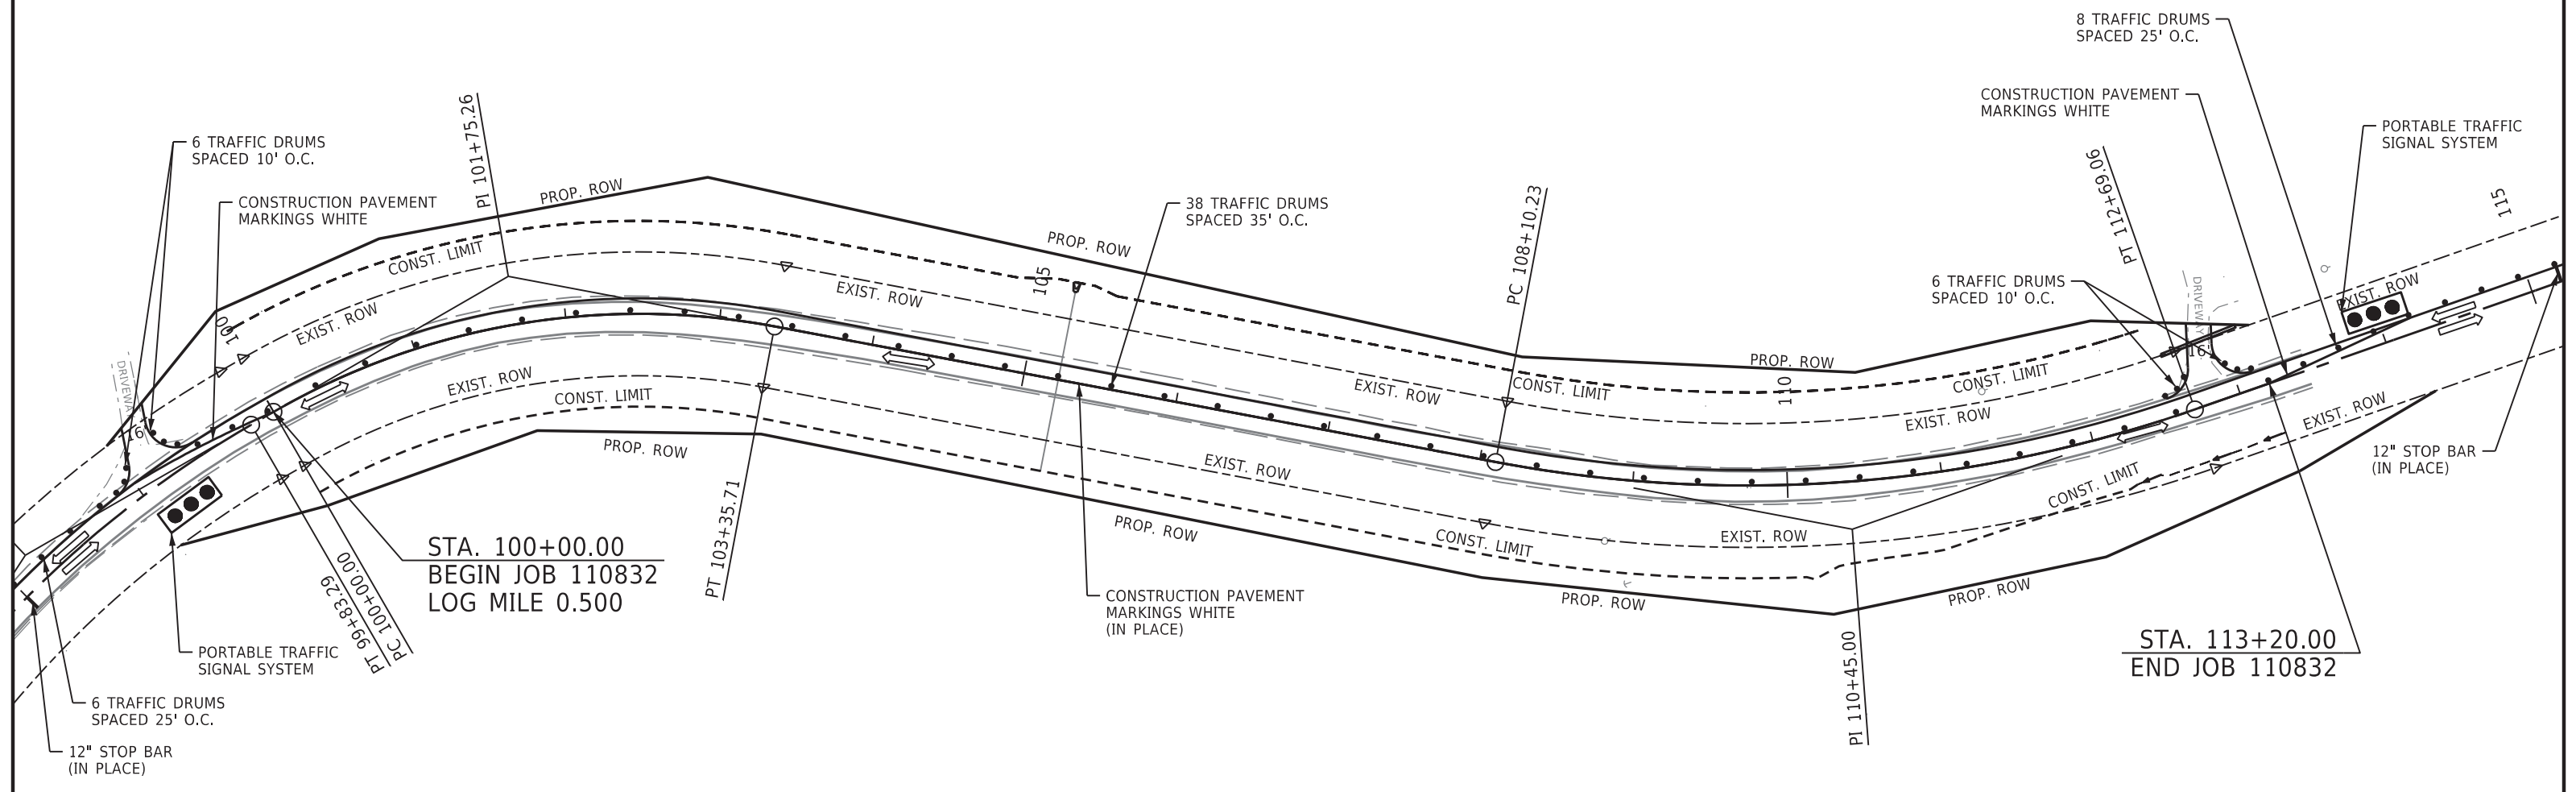 8 TRAFFIC DRUMS
SPACED 25' O.C.
CONSTRUCTION PAVEMENT
MARKINGS WHITE
PORTABLE TRAFFIC
SIGNAL SYSTEM
6 TRAFFIC DRUMS
SPACED 10' O.C.
CONSTRUCTION PAVEMENT
MARKINGS WHITE
PI 101+75.26
PROP. ROW
CONST. LIMIT
EXIST. ROW
100
EXIST. ROW
105
PROP. ROW
38 TRAFFIC DRUMS
SPACED 35' O.C.
PC 108+10.23
PT 112+69.06
6 TRAFFIC DRUMS
SPACED 10' O.C.
DRIVEWAY
EXIST. ROW
115
DRIVEWAY
16'
16'
EXIST. ROW
CONST. LIMIT
PROP. ROW
EXIST. ROW
CONST. LIMIT
PROP. ROW
110
CONST. LIMIT
EXIST. ROW
EXIST. ROW
12" STOP BAR
(IN PLACE)
EXIST. ROW
PROP. ROW
CONST. LIMIT
EXIST. ROW
CONST. LIMIT
PROP. ROW
PROP. ROW
PT 103+35.71
STA. 100+00.00
BEGIN JOB 110832
LOG MILE 0.500
PT 99+83.29
PC 100+00.00
CONSTRUCTION PAVEMENT
MARKINGS WHITE
(IN PLACE)
PI 110+45.00
STA. 113+20.00
END JOB 110832
PORTABLE TRAFFIC
SIGNAL SYSTEM
6 TRAFFIC DRUMS
SPACED 25' O.C.
12" STOP BAR
(IN PLACE)